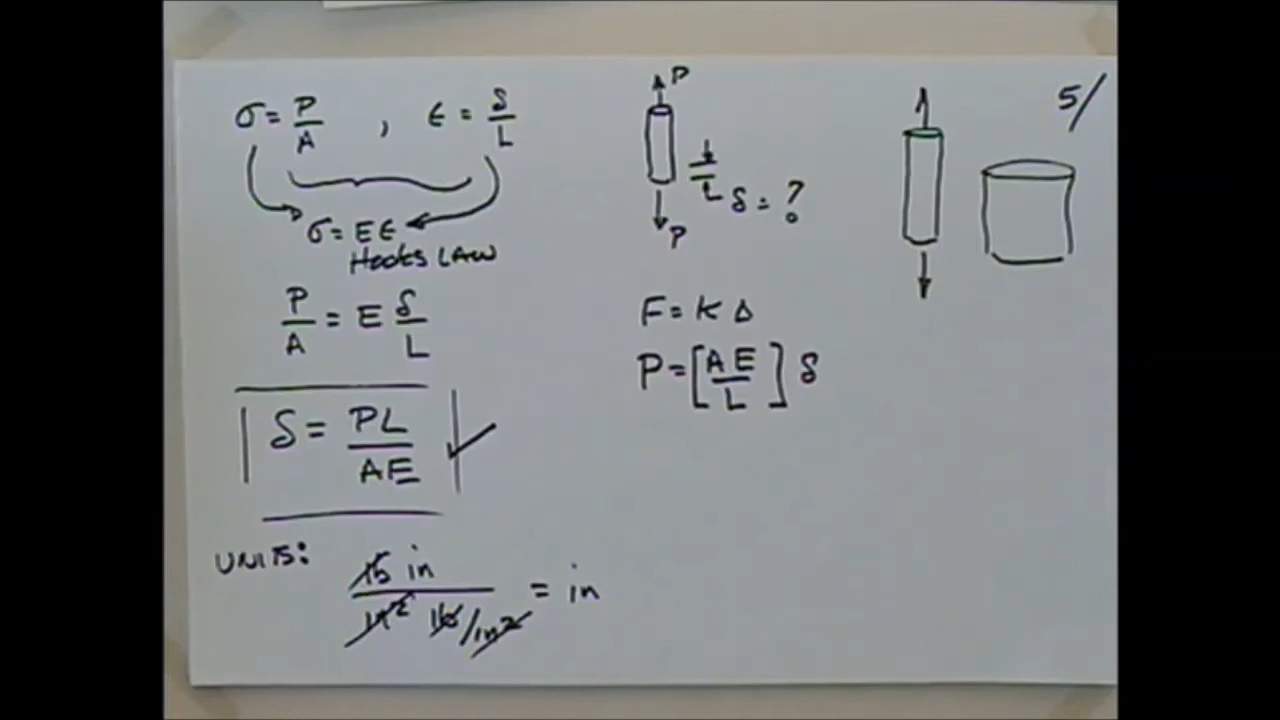 σ = P/A , ϵ = δ/L
σ = Eϵ
Hooks LAW
P/A = E δ/L
δ = PL/AE ✓
UNITS: lb in / in² lb/in² = in
P
δ = ?
P
F = K Δ
P = [AE/L] δ
5/